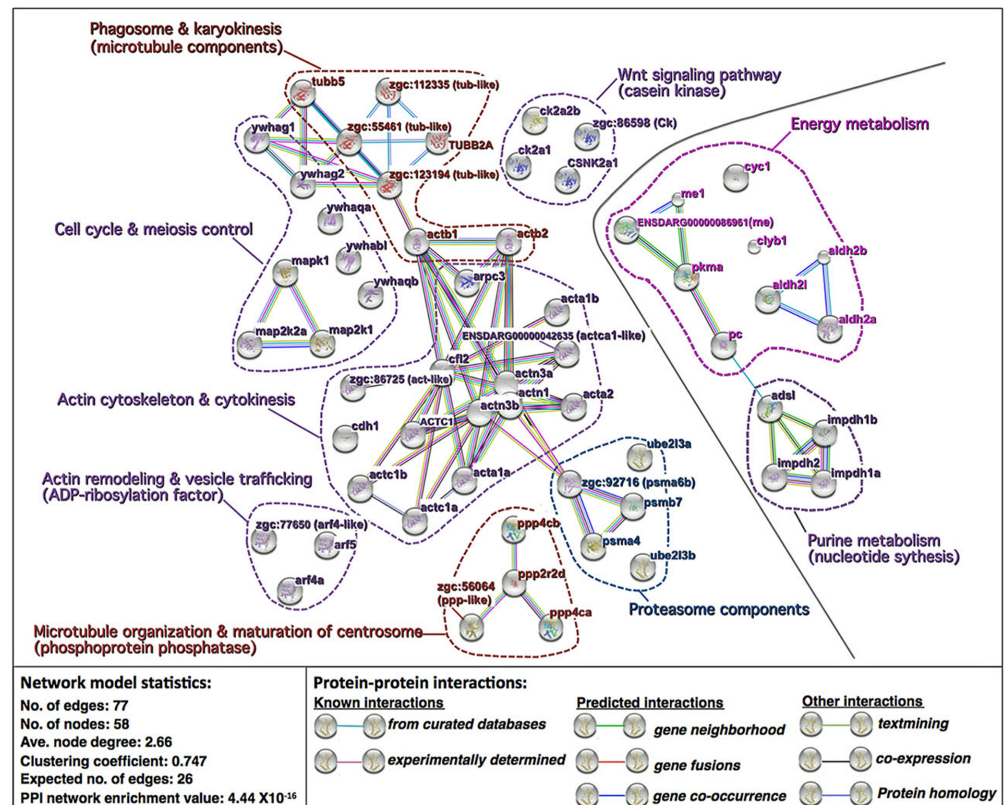 Phagosome & karyokinesis
(microtubule components)
tubb5
zgc:112335 (tub-like)
ywhag1
zgc:55461 (tub-like)
TUBB2A
ywhag2
zgc:123194 (tub-like)
Wnt signaling pathway
(casein kinase)
ck2a2b
zgc:86598 (Ck)
ck2a1
CSNK2a1
Energy metabolism
cyc1
me1
ENSDARG00000086961(me)
clyb1
aldh2b
pkma
aldh2l
aldh2a
pc
Cell cycle & meiosis control
ywhaqa
ywhabl
ywhaqb
mapk1
map2k2a
map2k1
actb1
actb2
arpc3
acta1b
ENSDARG00000042635 (actca1-like)
cfl2
zgc:86725 (act-like)
actn3a
actn1
actn3b
acta2
Actin cytoskeleton & cytokinesis
cdh1
ACTC1
actc1b
acta1a
actc1a
adsl
impdh1b
impdh2
impdh1a
Purine metabolism
(nucleotide sythesis)
Actin remodeling & vesicle trafficking
(ADP-ribosylation factor)
zgc:77650 (arf4-like)
arf5
arf4a
ube2l3a
zgc:92716 (psma6b)
psmb7
psma4
ube2l3b
Proteasome components
ppp4cb
ppp2r2d
zgc:56064
(ppp-like)
ppp4ca
Microtubule organization & maturation of centrosome
(phosphoprotein phosphatase)
Network model statistics:
No. of edges: 77
No. of nodes: 58
Ave. node degree: 2.66
Clustering coefficient: 0.747
Expected no. of edges: 26
PPI network enrichment value: 4.44 X10-16
Protein-protein interactions:
Known interactions
from curated databases
experimentally determined
Predicted interactions
gene neighborhood
gene fusions
gene co-occurrence
Other interactions
textmining
co-expression
Protein homology